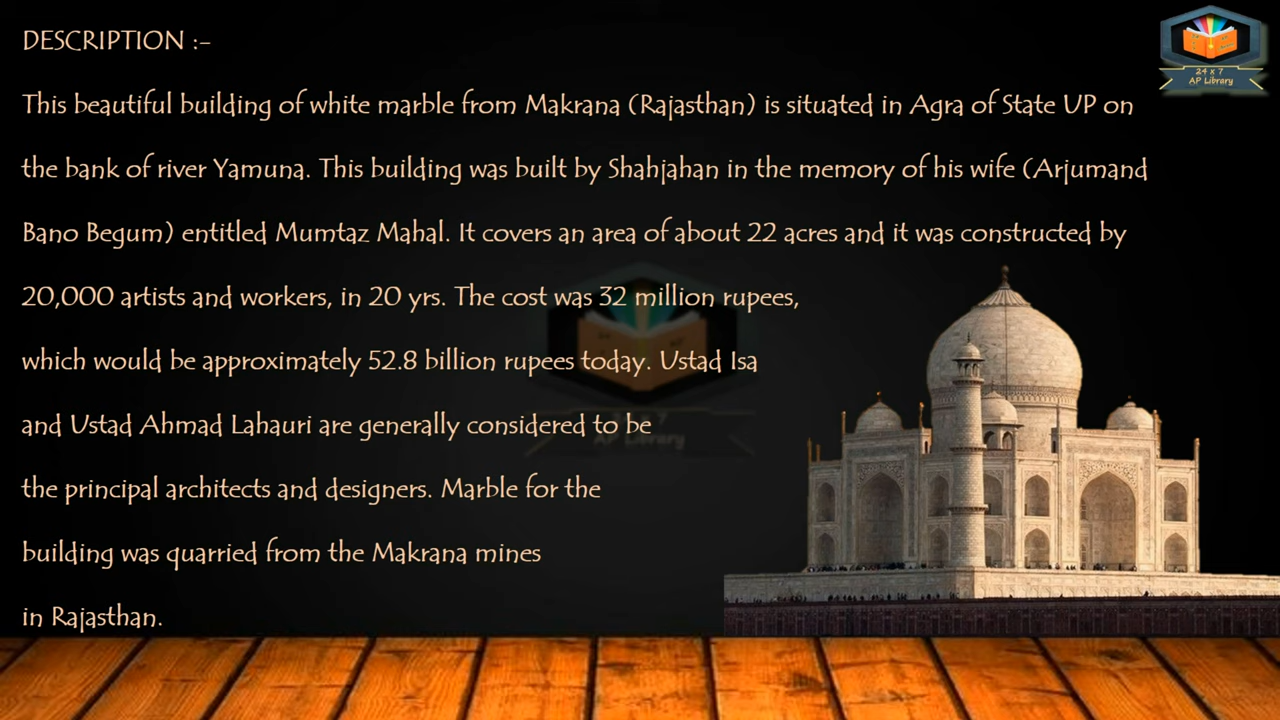 DESCRIPTION :-
24 x 7
AP Library
This beautiful building of white marble from Makrana (Rajasthan) is situated in Agra of State UP on
the bank of river Yamuna. This building was built by Shahjahan in the memory of his wife (Arjumand
Bano Begum) entitled Mumtaz Mahal. It covers an area of about 22 acres and it was constructed by
20,000 artists and workers, in 20 yrs. The cost was 32 million rupees,
which would be approximately 52.8 billion rupees today. Ustad Isa
and Ustad Ahmad Lahauri are generally considered to be
AP Library
the principal architects and designers. Marble for the
building was quarried from the Makrana mines
in Rajasthan.